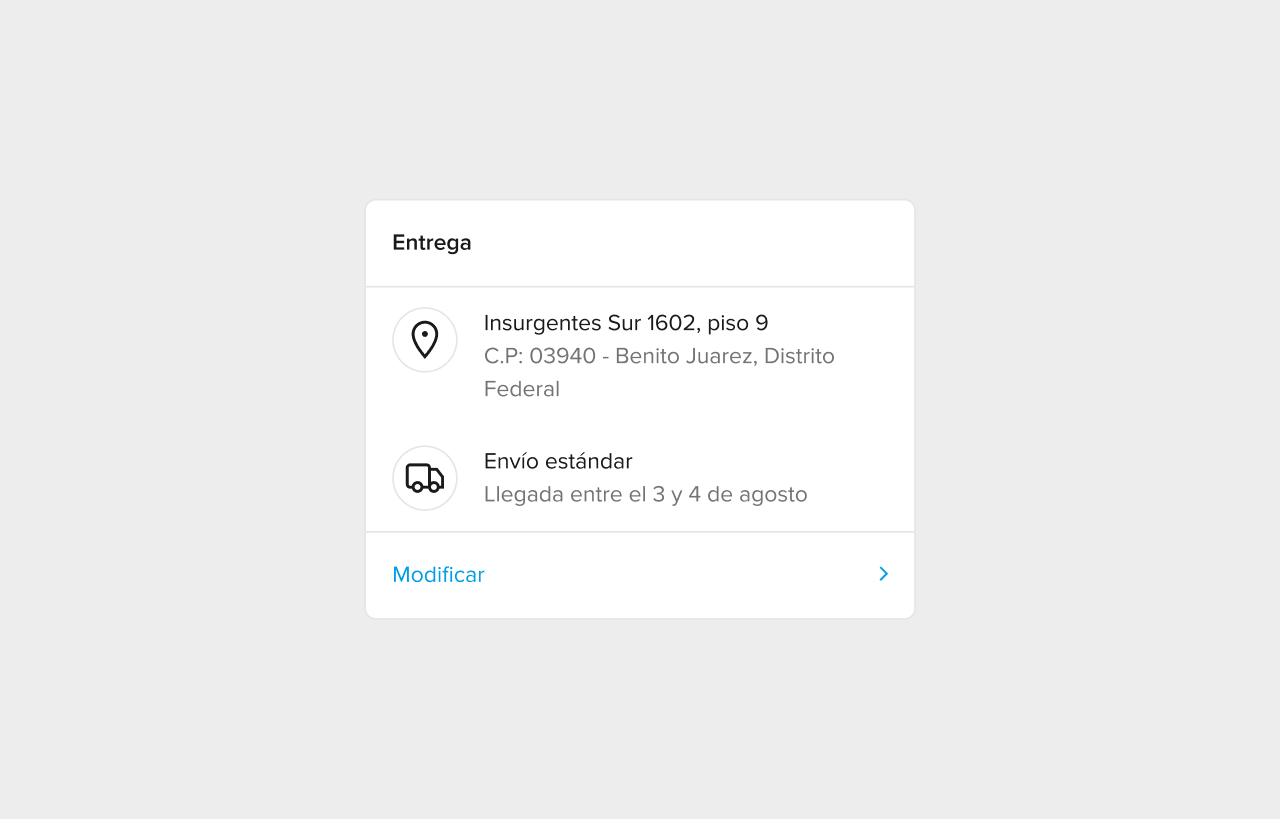 Entrega
Insurgentes Sur 1602, piso 9
C.P: 03940 - Benito Juarez, Distrito
Federal
Envío estándar
Llegada entre el 3 y 4 de agosto
Modificar